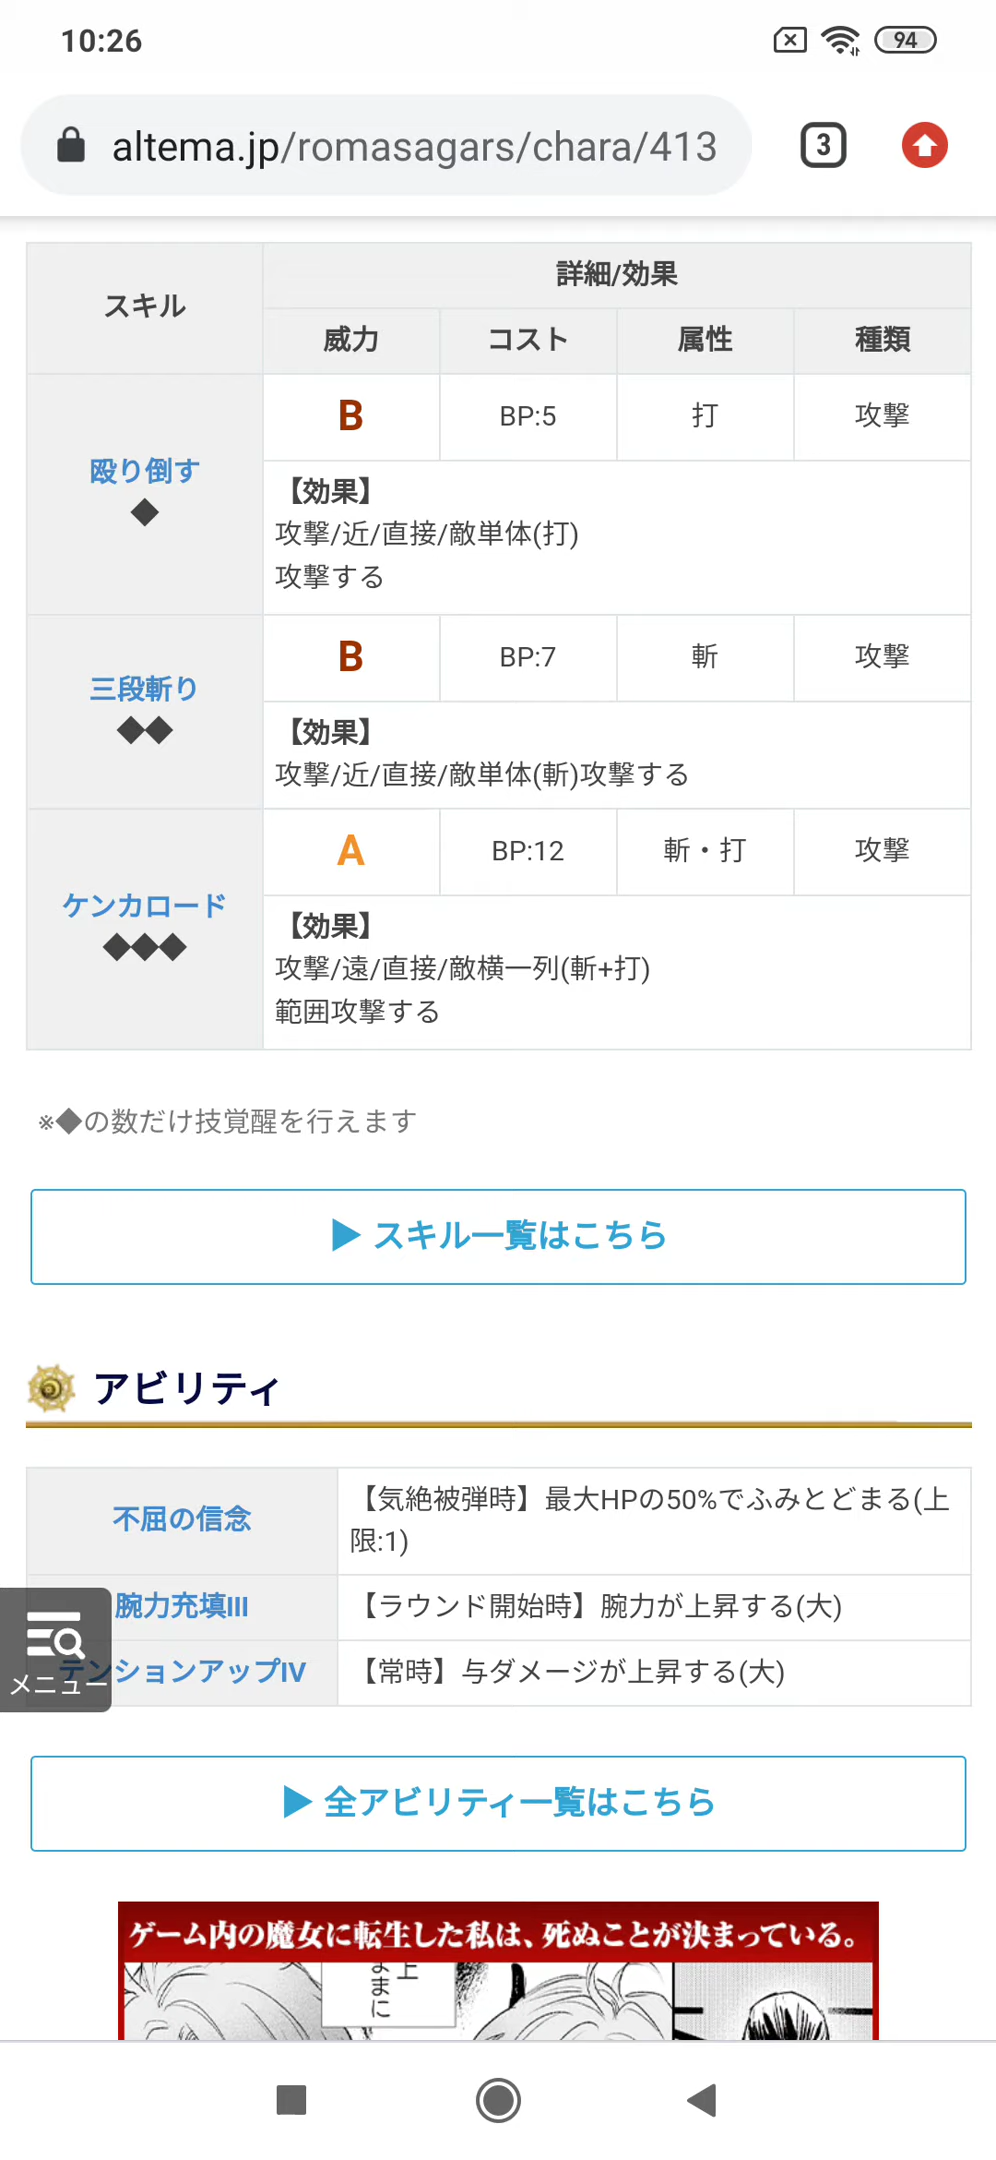 10:26
94
altema.jp/romasagars/chara/413
3
スキル
詳細/効果
威力 コスト 属性 種類
殴り倒す
◆
B BP:5 打 攻撃
【効果】
攻撃/近/直接/敵単体(打)
攻撃する
三段斬り
◆◆
B BP:7 斬 攻撃
【効果】
攻撃/近/直接/敵単体(斬)攻撃する
ケンカロード
◆◆◆
A BP:12 斬・打 攻撃
【効果】
攻撃/遠/直接/敵横一列(斬+打)
範囲攻撃する
※◆の数だけ技覚醒を行えます
▶ スキル一覧はこちら
アビリティ
不屈の信念
【気絶被弾時】最大HPの50%でふみとどまる(上
限:1)
腕力充填III
【ラウンド開始時】腕力が上昇する(大)
テンションアップIV
【常時】与ダメージが上昇する(大)
メニュー
▶ 全アビリティ一覧はこちら
ゲーム内の魔女に転生した私は、死ぬことが決まっている。
上
まに